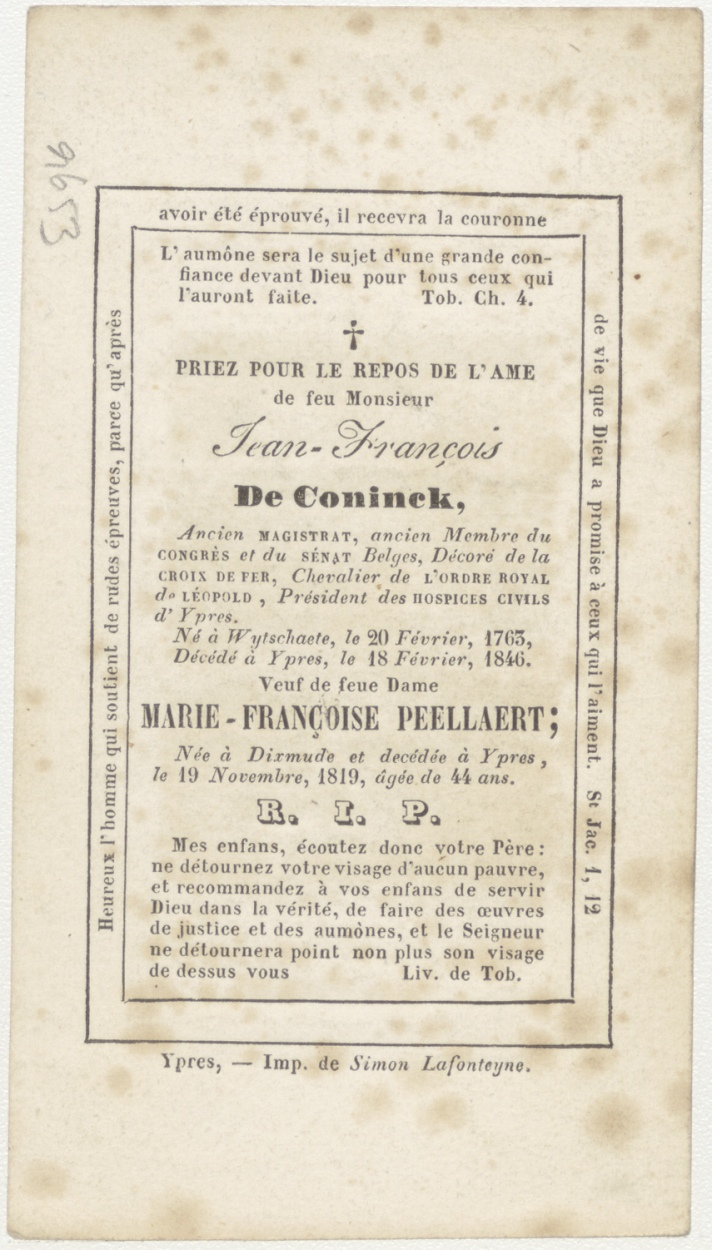 Heureux l'homme qui soutient de rudes épreuves, parce qu'après
avoir été éprouvé, il recevra la couronne
de vie que Dieu a promise à ceux qui l'aiment. St Jac. 1, 12
L'aumône sera le sujet d'une grande con-
fiance devant Dieu pour tous ceux qui
l'auront faite. Tob. Ch. 4.
†
PRIEZ POUR LE REPOS DE L'AME
de feu Monsieur
Jean-François
De Coninck,
Ancien MAGISTRAT, ancien Membre du
CONGRÈS et du SÉNAT Belges, Décoré de la
CROIX DE FER, Chevalier de L'ORDRE ROYAL
de LÉOPOLD, Président des HOSPICES CIVILS
d'Ypres.
Né à Wytschaete, le 20 Février, 1763,
Décédé à Ypres, le 18 Février, 1846.
Veuf de feue Dame
MARIE-FRANÇOISE PEELLAERT;
Née à Dixmude et decédée à Ypres,
le 19 Novembre, 1819, âgée de 44 ans.
R. I. P.
Mes enfans, écoutez donc votre Père:
ne détournez votre visage d'aucun pauvre,
et recommandez à vos enfans de servir
Dieu dans la vérité, de faire des œuvres
de justice et des aumônes, et le Seigneur
ne détournera point non plus son visage
de dessus vous Liv. de Tob.
Ypres, — Imp. de Simon Lafonteyne.